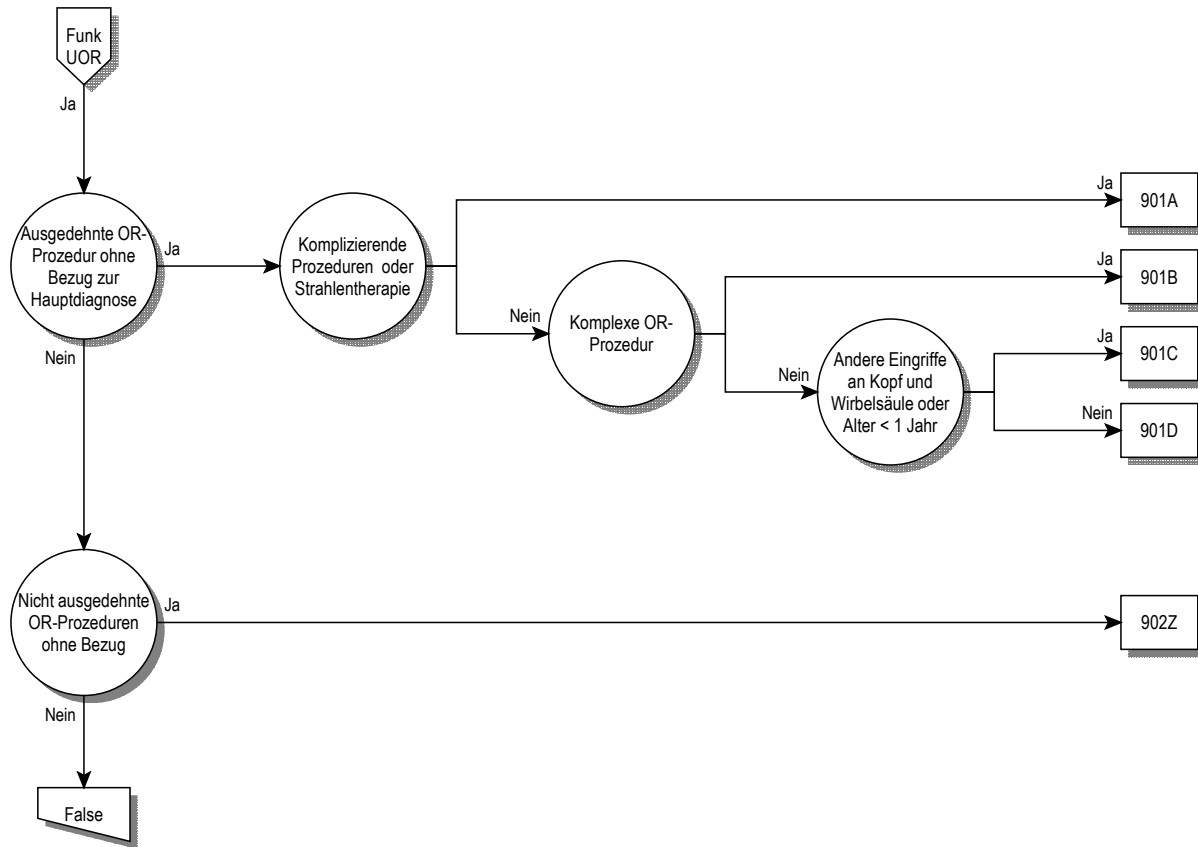 Funk
UOR
Ja
Ausgedehnte OR-
Prozedur ohne
Bezug zur
Hauptdiagnose
Ja
Komplizierende
Prozeduren oder
Strahlentherapie
Ja
901A
Nein
Komplexe OR-
Prozedur
Ja
901B
Nein
Andere Eingriffe
an Kopf und
Wirbelsäule oder
Alter < 1 Jahr
Ja
901C
Nein
901D
Nein
Nicht ausgedehnte
OR-Prozeduren
ohne Bezug
Ja
902Z
Nein
False